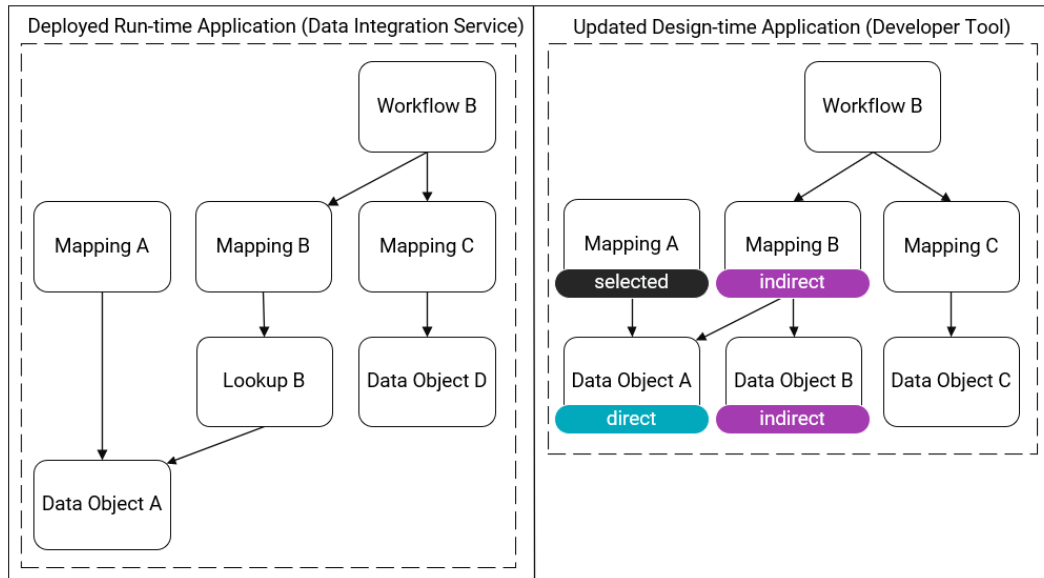 Deployed Run-time Application (Data Integration Service)
Workflow B
Mapping A
Mapping B
Mapping C
Lookup B
Data Object D
Data Object A
Updated Design-time Application (Developer Tool)
Workflow B
Mapping A
selected
Mapping B
indirect
Mapping C
Data Object A
direct
Data Object B
indirect
Data Object C